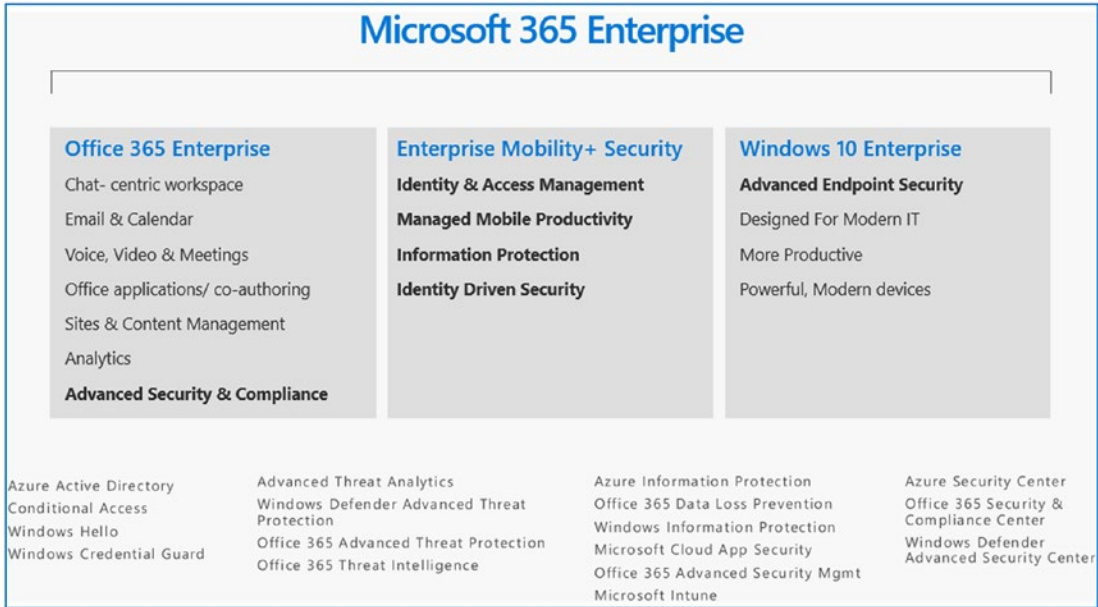 Microsoft 365 Enterprise
Office 365 Enterprise
Chat- centric workspace
Email & Calendar
Voice, Video & Meetings
Office applications/ co-authoring
Sites & Content Management
Analytics
Advanced Security & Compliance
Enterprise Mobility+ Security
Identity & Access Management
Managed Mobile Productivity
Information Protection
Identity Driven Security
Windows 10 Enterprise
Advanced Endpoint Security
Designed For Modern IT
More Productive
Powerful, Modern devices
Azure Active Directory
Conditional Access
Windows Hello
Windows Credential Guard
Advanced Threat Analytics
Windows Defender Advanced Threat
Protection
Office 365 Advanced Threat Protection
Office 365 Threat Intelligence
Azure Information Protection
Office 365 Data Loss Prevention
Windows Information Protection
Microsoft Cloud App Security
Office 365 Advanced Security Mgmt
Microsoft Intune
Azure Security Center
Office 365 Security &
Compliance Center
Windows Defender
Advanced Security Center